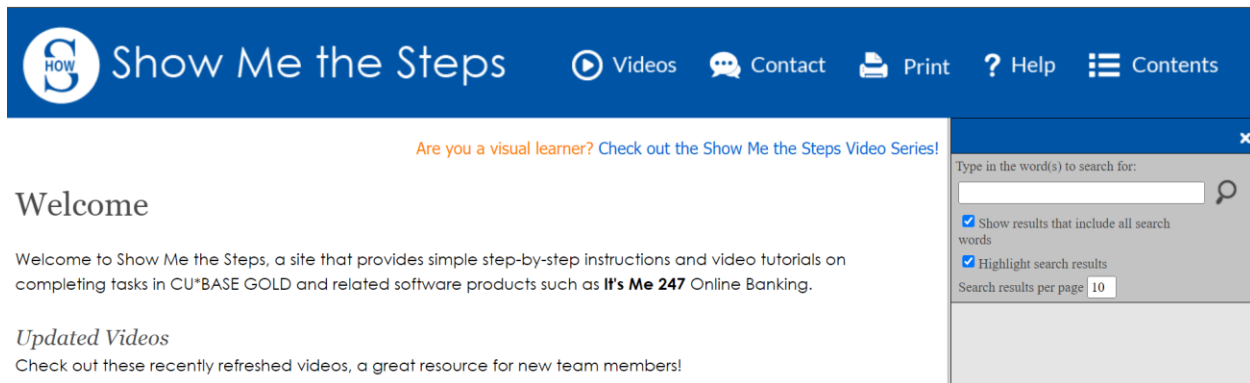 S HOW Show Me the Steps Videos Contact Print ? Help Contents
Are you a visual learner? Check out the Show Me the Steps Video Series!
Type in the word(s) to search for:
Welcome
Show results that include all search
words
Welcome to Show Me the Steps, a site that provides simple step-by-step instructions and video tutorials on
completing tasks in CU*BASE GOLD and related software products such as It's Me 247 Online Banking.
Highlight search results
Search results per page 10
Updated Videos
Check out these recently refreshed videos, a great resource for new team members!